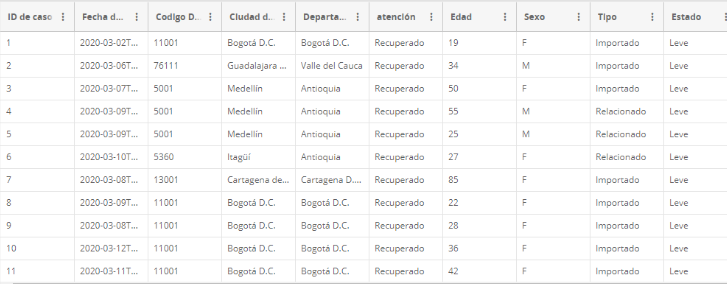 ID de caso Fecha d... Codigo D... Ciudad d... Departa... atención Edad Sexo Tipo Estado
1 2020-03-02T... 11001 Bogotá D.C. Bogotá D.C. Recuperado 19 F Importado Leve
2 2020-03-06T... 76111 Guadalajara ... Valle del Cauca Recuperado 34 M Importado Leve
3 2020-03-07T... 5001 Medellín Antioquia Recuperado 50 F Importado Leve
4 2020-03-09T... 5001 Medellín Antioquia Recuperado 55 M Relacionado Leve
5 2020-03-09T... 5001 Medellín Antioquia Recuperado 25 M Relacionado Leve
6 2020-03-10T... 5360 Itagüí Antioquia Recuperado 27 F Relacionado Leve
7 2020-03-08T... 13001 Cartagena de... Cartagena D.... Recuperado 85 F Importado Leve
8 2020-03-09T... 11001 Bogotá D.C. Bogotá D.C. Recuperado 22 F Importado Leve
9 2020-03-08T... 11001 Bogotá D.C. Bogotá D.C. Recuperado 28 F Importado Leve
10 2020-03-12T... 11001 Bogotá D.C. Bogotá D.C. Recuperado 36 F Importado Leve
11 2020-03-11T... 11001 Bogotá D.C. Bogotá D.C. Recuperado 42 F Importado Leve